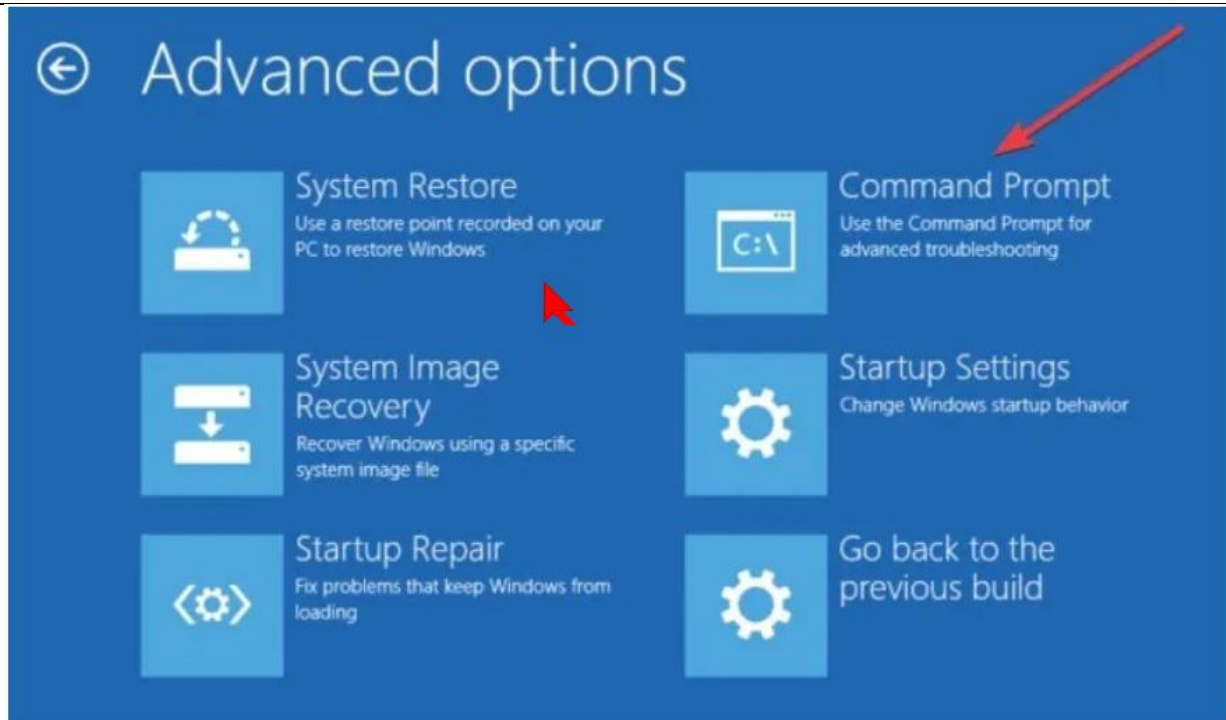 Advanced options
System Restore
Use a restore point recorded on your
PC to restore Windows
Command Prompt
Use the Command Prompt for
advanced troubleshooting
C:\
System Image
Recovery
Recover Windows using a specific
system image file
Startup Settings
Change Windows startup behavior
Startup Repair
Fix problems that keep Windows from
loading
Go back to the
previous build